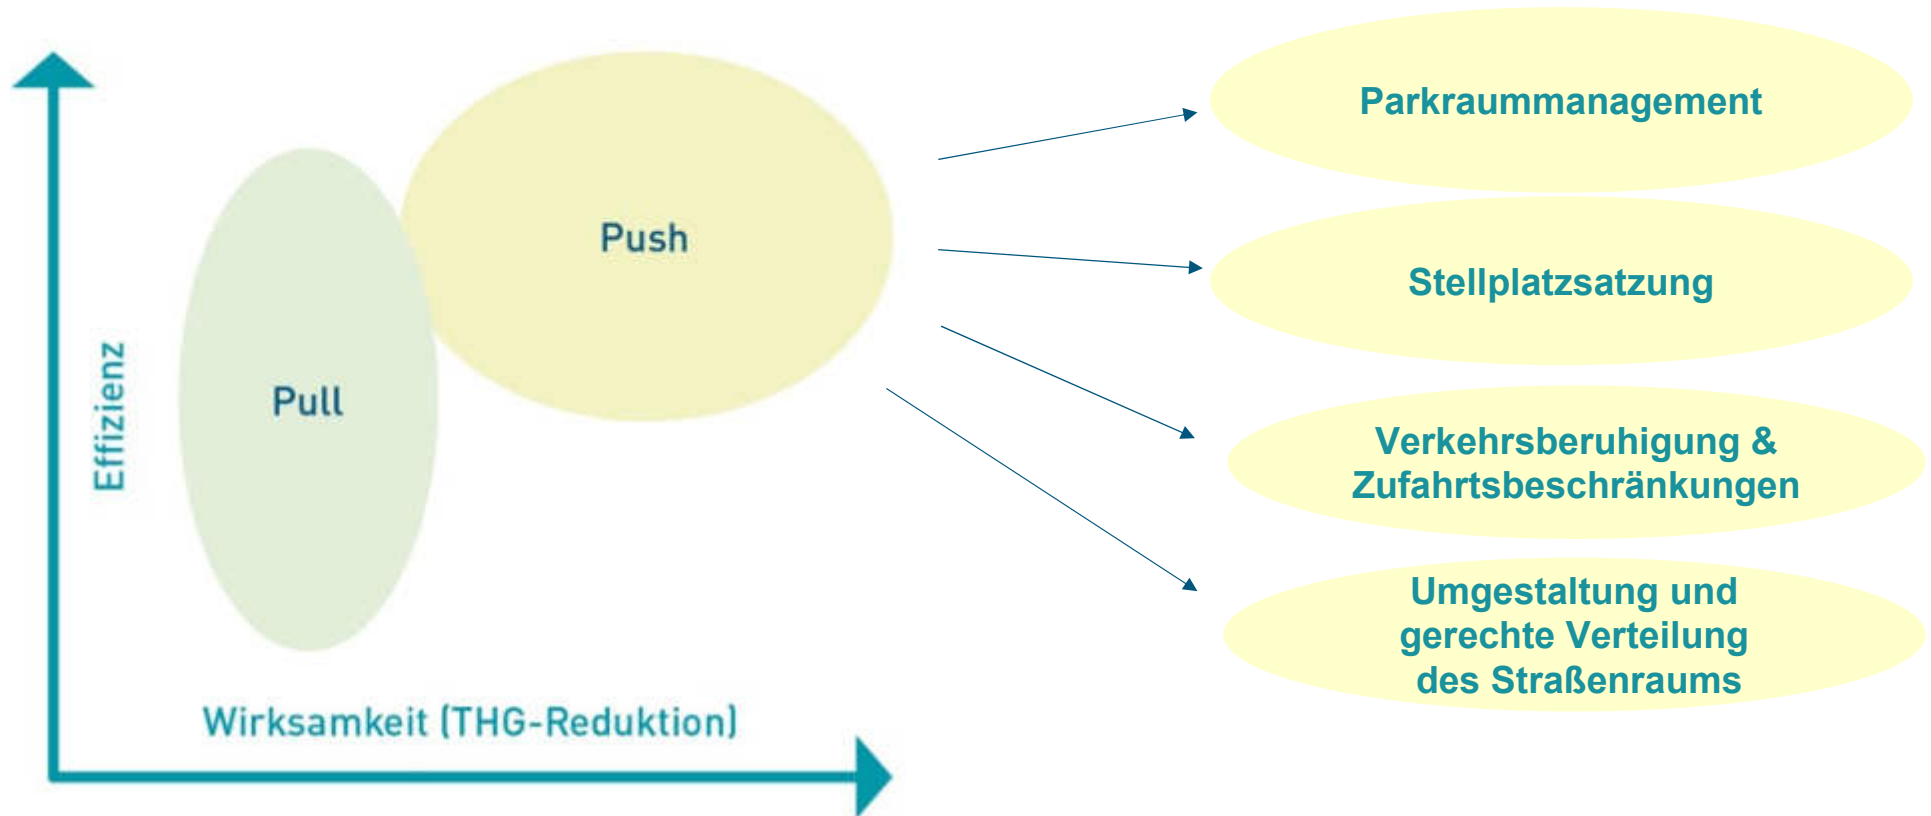 Effizienz
Pull
Push
Wirksamkeit (THG-Reduktion)
Parkraummanagement
Stellplatzsatzung
Verkehrsberuhigung &
Zufahrtsbeschränkungen
Umgestaltung und
gerechte Verteilung
des Straßenraums